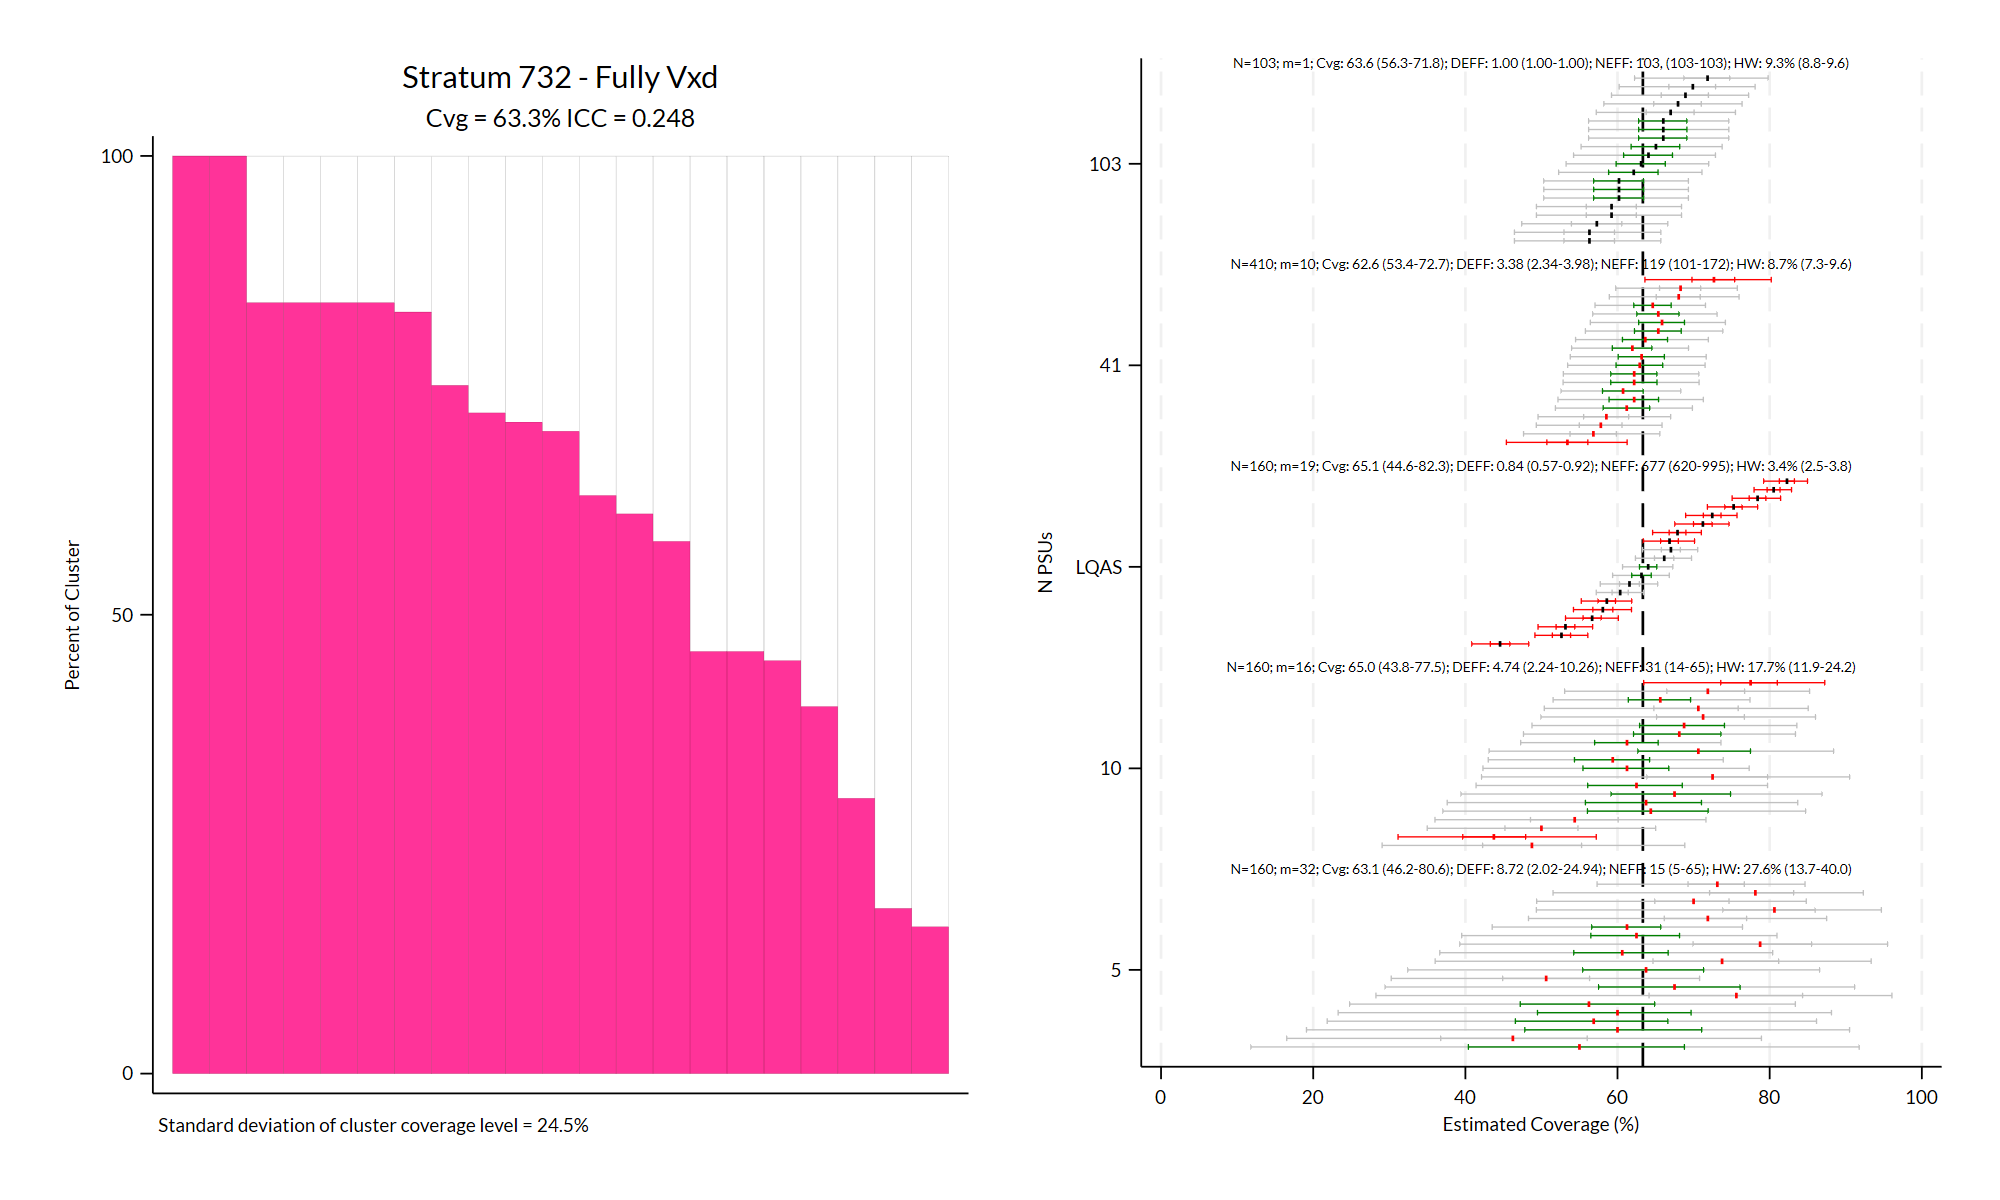 Stratum 732 - Fully Vxd
Cvg = 63.3% ICC = 0.248
100
50
0
Percent of Cluster
Standard deviation of cluster coverage level = 24.5%
N=103; m=1; Cvg: 63.6 (56.3-71.8); DEFF: 1.00 (1.00-1.00); NEFF: 103, (103-103); HW: 9.3% (8.8-9.6)
103
N=410; m=10; Cvg: 62.6 (53.4-72.7); DEFF: 3.38 (2.34-3.98); NEFF: 119 (101-172); HW: 8.7% (7.3-9.6)
41
N=160; m=19; Cvg: 65.1 (44.6-82.3); DEFF: 0.84 (0.57-0.92); NEFF: 677 (620-995); HW: 3.4% (2.5-3.8)
LQAS
N=160; m=16; Cvg: 65.0 (43.8-77.5); DEFF: 4.74 (2.24-10.26); NEFF: 31 (14-65); HW: 17.7% (11.9-24.2)
10
N=160; m=32; Cvg: 63.1 (46.2-80.6); DEFF: 8.72 (2.02-24.94); NEFF: 15 (5-65); HW: 27.6% (13.7-40.0)
5
N PSUs
0 20 40 60 80 100
Estimated Coverage (%)